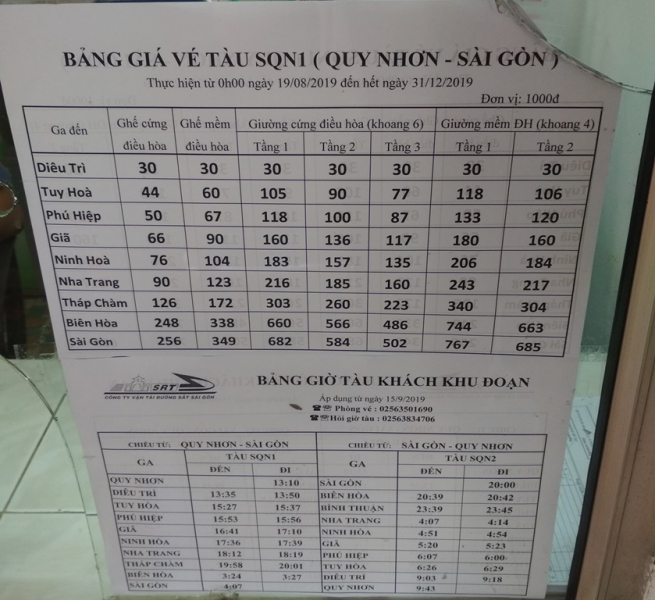 BẢNG GIÁ VÉ TÀU SQN1 ( QUY NHƠN - SÀI GÒN )
Thực hiện từ 0h00 ngày 19/08/2019 đến hết ngày 31/12/2019
Đơn vị: 1000đ
Ga đến Ghế cứng điều hòa Ghế mềm điều hòa Giường cứng điều hòa (khoang 6) Giường mềm ĐH (khoang 4)
Tầng 1 Tầng 2 Tầng 3 Tầng 1 Tầng 2
Diêu Trì 30 30 30 30 30 30 30
Tuy Hoà 44 60 105 90 77 118 106
Phú Hiệp 50 67 118 100 87 133 120
Giã 66 90 160 136 117 180 160
Ninh Hoà 76 104 183 157 135 206 184
Nha Trang 90 123 216 185 160 243 217
Tháp Chàm 126 172 303 260 223 340 304
Biên Hòa 248 338 660 566 486 744 663
Sài Gòn 256 349 682 584 502 767 685
SRT
CÔNG TY VẬN TẢI ĐƯỜNG SẮT SÀI GÒN
BẢNG GIỜ TÀU KHÁCH KHU ĐOẠN
Áp dụng từ ngày 15/9/2019
☎☏ Phòng vé : 02563501690
☎☏ Hỏi giờ tàu : 02563834706
CHIỀU TỪ: QUY NHƠN - SÀI GÒN CHIỀU TỪ: SÀI GÒN - QUY NHƠN
GA TÀU SQN1 GA TÀU SQN2
ĐẾN ĐI ĐẾN ĐI
QUY NHƠN 13:10 SÀI GÒN 20:00
DIÊU TRÌ 13:35 13:50 BIÊN HÒA 20:39 20:42
TUY HÒA 15:27 15:37 BÌNH THUẬN 23:39 23:45
PHÚ HIỆP 15:53 15:56 NHA TRANG 4:07 4:14
GIÃ 16:41 17:10 NINH HÒA 4:51 4:54
NINH HÒA 17:36 17:39 GIÃ 5:20 5:23
NHA TRANG 18:12 18:19 PHÚ HIỆP 6:07 6:00
THÁP CHÀM 19:58 20:01 TUY HÒA 6:26 6:29
BIÊN HÒA 3:24 3:27 DIÊU TRÌ 9:03 9:18
SÀI GÒN 4:07 QUY NHƠN 9:43